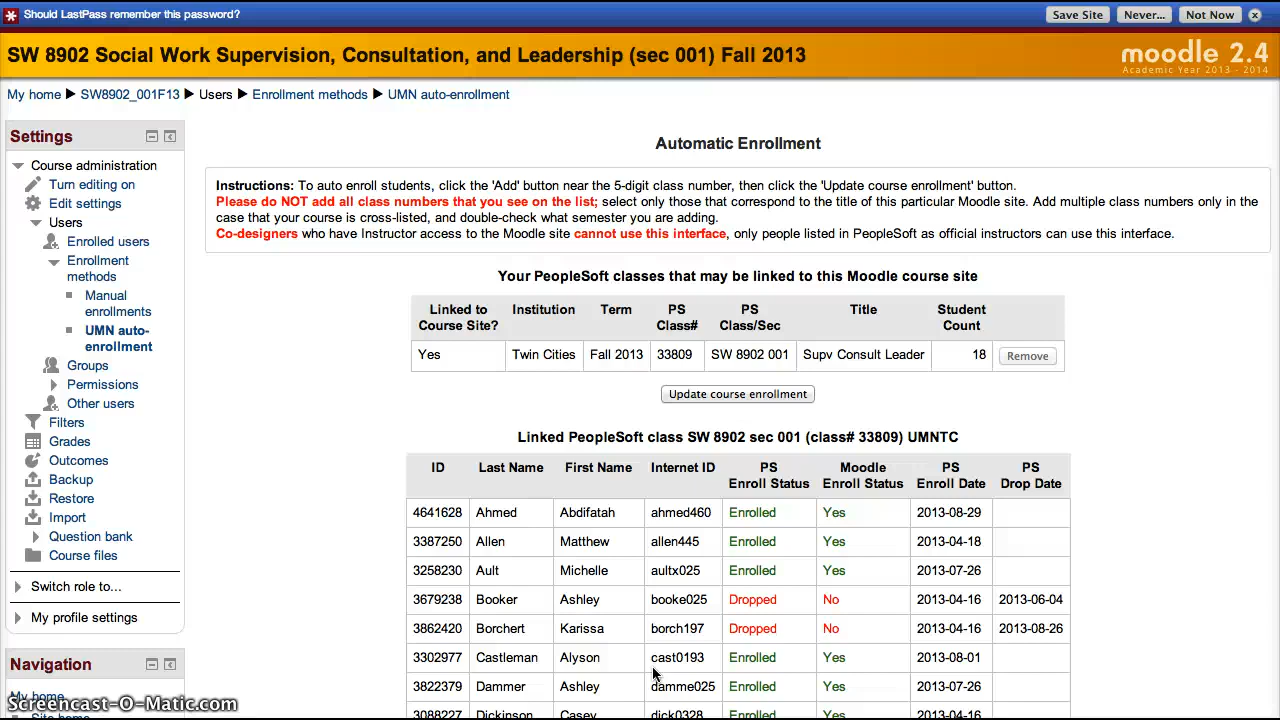 Should LastPass remember this password?
Save Site
Never...
Not Now
SW 8902 Social Work Supervision, Consultation, and Leadership (sec 001) Fall 2013
moodle 2.4
Academic Year 2013 - 2014
My home ► SW8902_001F13 ► Users ► Enrollment methods ► UMN auto-enrollment
Settings
Course administration
Turn editing on
Edit settings
Users
Enrolled users
Enrollment
methods
Manual
enrollments
UMN auto-
enrollment
Groups
Permissions
Other users
Filters
Grades
Outcomes
Backup
Restore
Import
Question bank
Course files
Switch role to...
My profile settings
Navigation
My home
Automatic Enrollment
Instructions: To auto enroll students, click the 'Add' button near the 5-digit class number, then click the 'Update course enrollment' button.
Please do NOT add all class numbers that you see on the list; select only those that correspond to the title of this particular Moodle site. Add multiple class numbers only in the
case that your course is cross-listed, and double-check what semester you are adding.
Co-designers who have Instructor access to the Moodle site cannot use this interface, only people listed in PeopleSoft as official instructors can use this interface.
Your PeopleSoft classes that may be linked to this Moodle course site
Linked to Course Site? Institution Term PS Class# PS Class/Sec Title Student Count
Yes Twin Cities Fall 2013 33809 SW 8902 001 Supv Consult Leader 18 Remove
Update course enrollment
Linked PeopleSoft class SW 8902 sec 001 (class# 33809) UMNTC
ID Last Name First Name Internet ID PS Enroll Status Moodle Enroll Status PS Enroll Date PS Drop Date
4641628 Ahmed Abdifatah ahmed460 Enrolled Yes 2013-08-29
3387250 Allen Matthew allen445 Enrolled Yes 2013-04-18
3258230 Ault Michelle aultx025 Enrolled Yes 2013-07-26
3679238 Booker Ashley booke025 Dropped No 2013-04-16 2013-06-04
3862420 Borchert Karissa borch197 Dropped No 2013-04-16 2013-08-26
3302977 Castleman Alyson cast0193 Enrolled Yes 2013-08-01
3822379 Dammer Ashley damme025 Enrolled Yes 2013-07-26
3088227 Dickinson Casey dick0328 Enrolled Yes 2013-04-16
Screencast-O-Matic.com